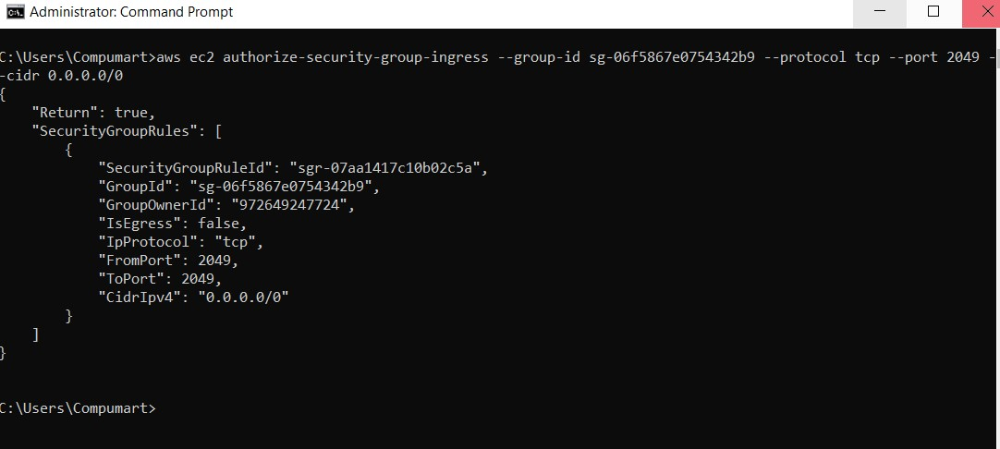 Administrator: Command Prompt
C:\Users\Compumart>aws ec2 authorize-security-group-ingress --group-id sg-06f5867e0754342b9 --protocol tcp --port 2049 -
-cidr 0.0.0.0/0
{
    "Return": true,
    "SecurityGroupRules": [
        {
            "SecurityGroupRuleId": "sgr-07aa1417c10b02c5a",
            "GroupId": "sg-06f5867e0754342b9",
            "GroupOwnerId": "972649247724",
            "IsEgress": false,
            "IpProtocol": "tcp",
            "FromPort": 2049,
            "ToPort": 2049,
            "CidrIpv4": "0.0.0.0/0"
        }
    ]
}
C:\Users\Compumart>